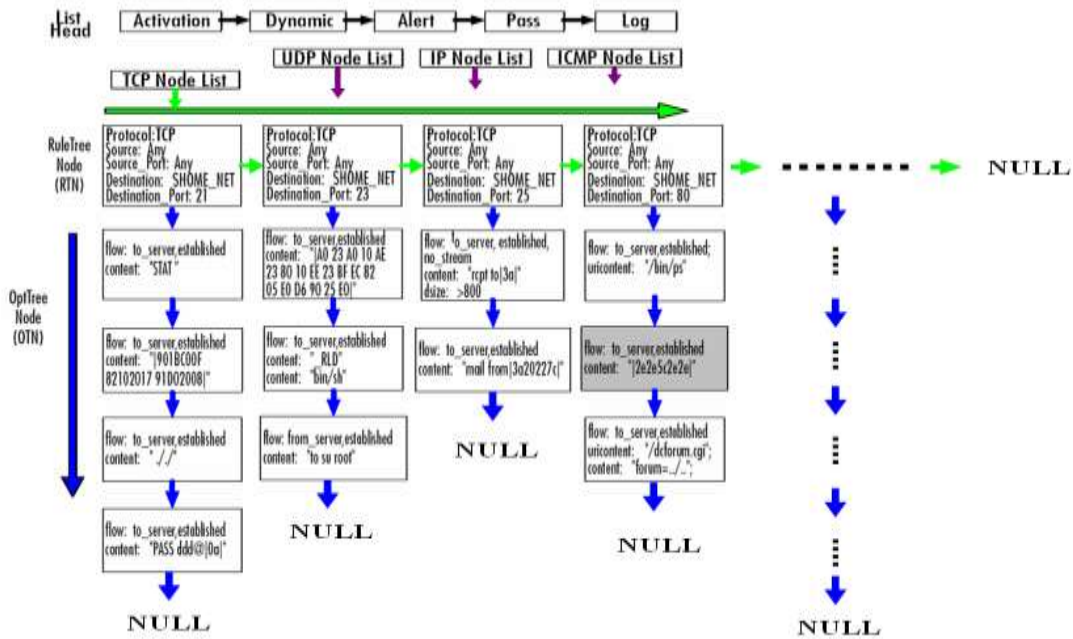 List
Head
Activation
Dynamic
Alert
Pass
Log
UDP Node List
IP Node List
ICMP Node List
TCP Node List
RuleTree
Node
(RTN)
Protocol:TCP
Source: Any
Source_Port: Any
Destination: SHOME_NET
Destination_Port: 21
Protocol:TCP
Source: Any
Source_Port: Any
Destination: SHOME_NET
Destination_Port: 23
Protocol:TCP
Source: Any
Source_Port: Any
Destination: SHOME_NET
Destination_Port: 25
Protocol:TCP
Source: Any
Source_Port: Any
Destination: SHOME_NET
Destination_Port: 80
NULL
OptTree
Node
(OTN)
flow: to_server,established
content: "STAT "
flow: to_server,established
content: "|A0 23 A0 10 AE
23 80 10 EE 23 BF EC 82
05 E0 D6 90 25 E0|"
flow: to_server, established,
no_stream
content: "rcpt to|3a|"
dsize: >800
flow: to_server,established;
uricontent: "/bin/ps"
flow: to_server,established
content: "|901BC00F
82102017 91D02008|"
flow: to_server,established
content: "_RLD"
content: "bin/sh"
flow: to_server,established
content: "mail from|3a20227c|"
flow: to_server,established
content: "|2e2e5c2e2e|"
flow: to_server,established
content: " ././"
flow: from_server,established
content: "to su root"
NULL
flow: to_server,established
uricontent: "/dcforum.cgi";
content: "forum=../..";
flow: to_server,established
content: "PASS ddd@|0a|"
NULL
NULL
NULL
NULL